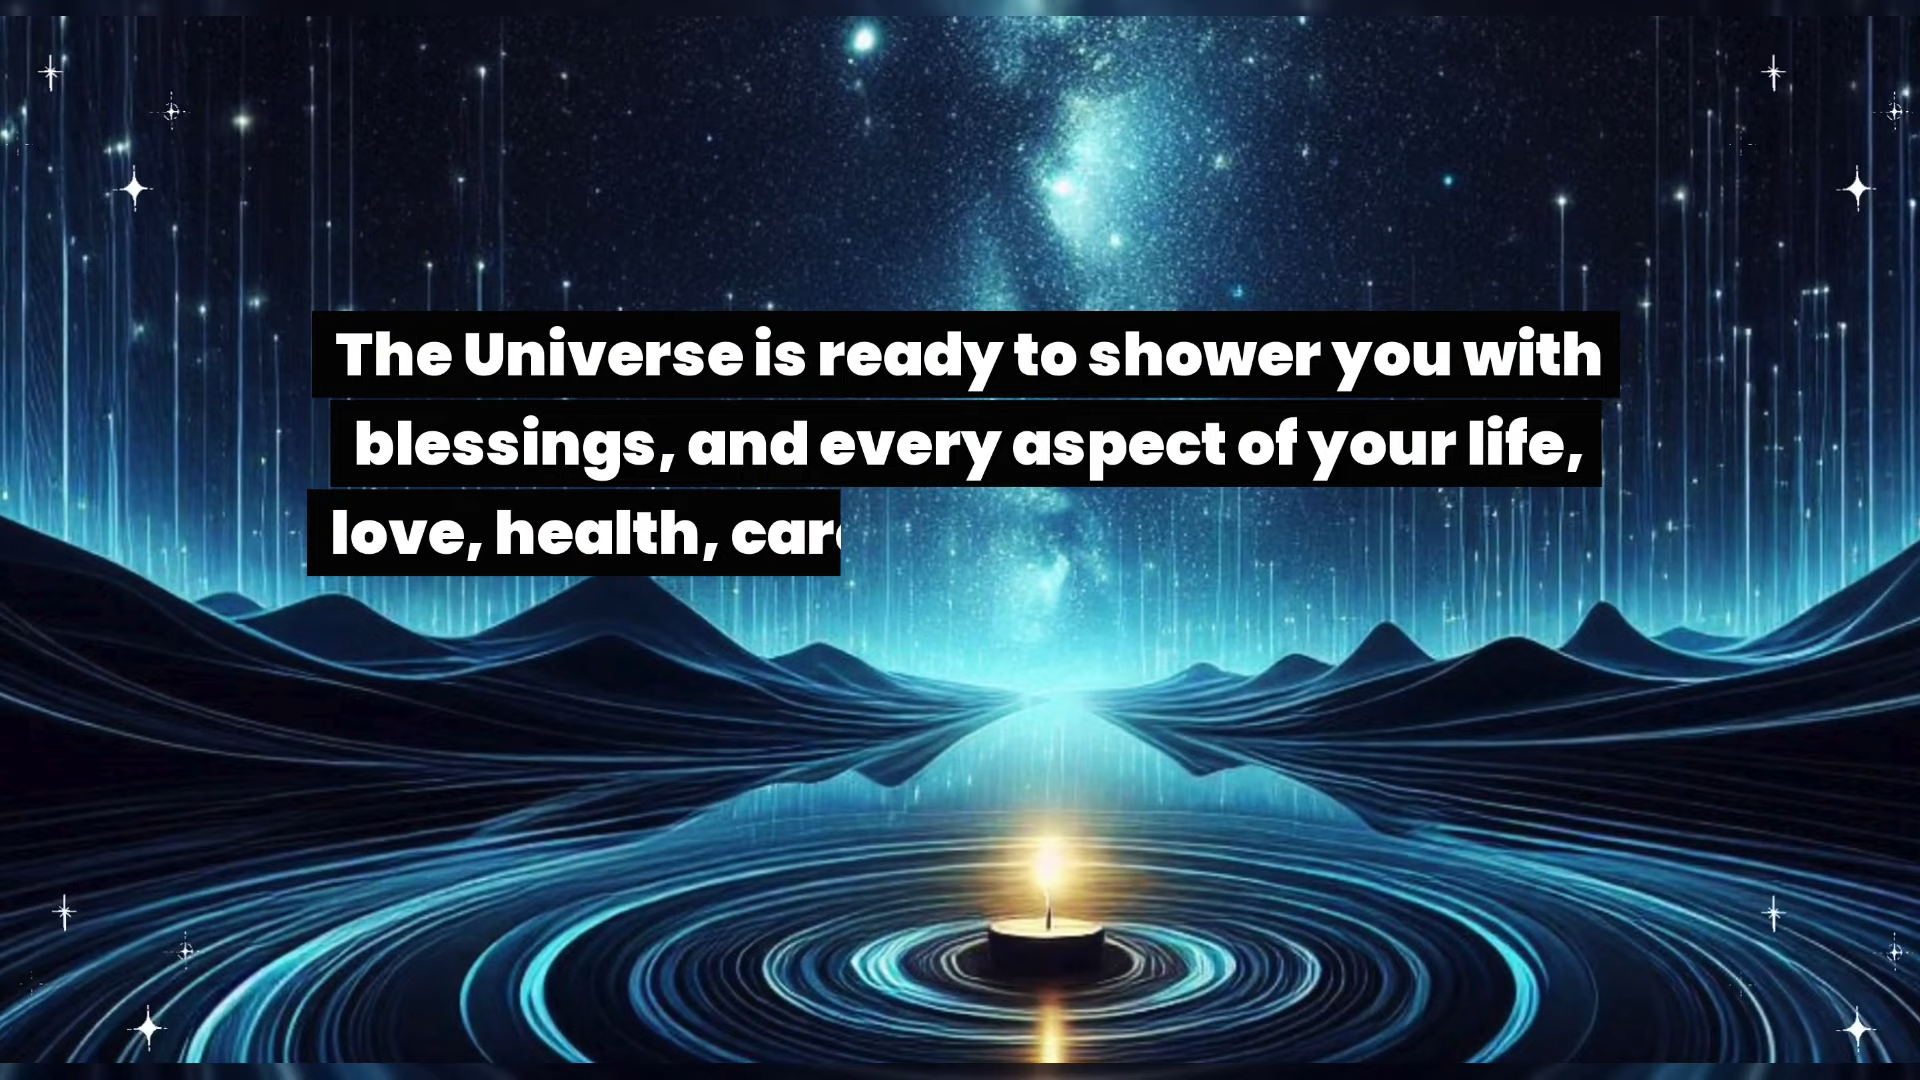 The Universe is ready to shower you with
blessings, and every aspect of your life,
love, health,